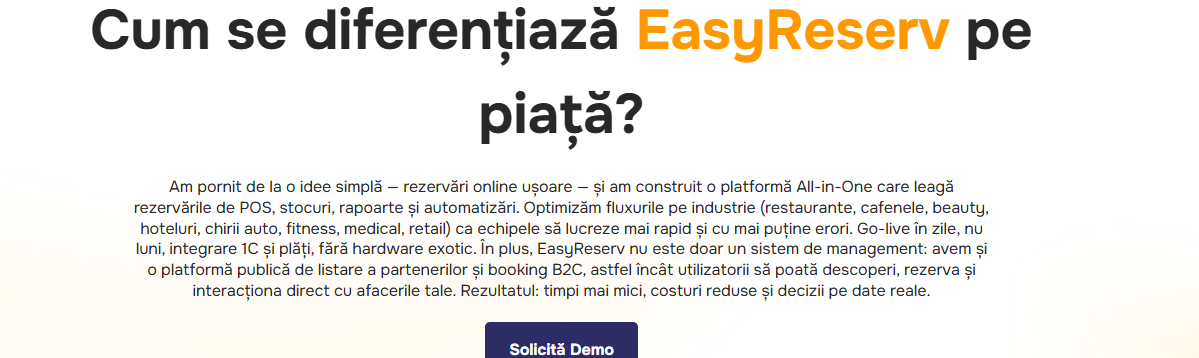 Cum se diferențiază EasyReserv pe
piață?
Am pornit de la o idee simplă — rezervări online ușoare — și am construit o platformă All-in-One care leagă
rezervările de POS, stocuri, rapoarte și automatizări. Optimizăm fluxurile pe industrie (restaurante, cafenele, beauty,
hoteluri, chirii auto, fitness, medical, retail) ca echipele să lucreze mai rapid și cu mai puține erori. Go-live în zile, nu
luni, integrare 1C și plăți, fără hardware exotic. În plus, EasyReserv nu este doar un sistem de management: avem și
o platformă publică de listare a partenerilor și booking B2C, astfel încât utilizatorii să poată descoperi, rezerva și
interacționa direct cu afacerile tale. Rezultatul: timpi mai mici, costuri reduse și decizii pe date reale.
Solicită Demo